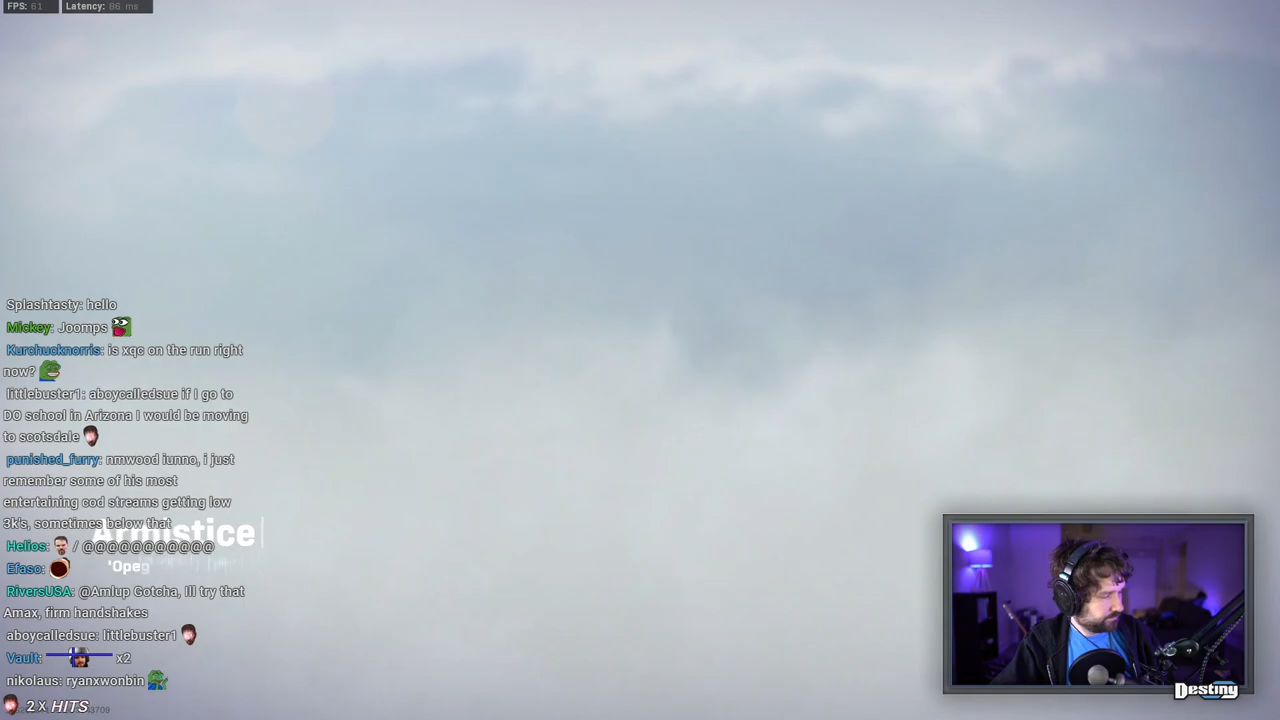 FPS: 61 Latency: 86 ms
Splashtasty: hello
Mickey: Joomps
Kurchucknorris: is xqc on the run right
now?
littlebuster1: aboycalledsue if I go to
DO school in Arizona I would be moving
to scotsdale
punished_furry: nmwood iunno, i just
remember some of his most
entertaining cod streams getting low
3k's, sometimes below that
Armistice
Helios: / @@@@@@@@@@@
'Ope
Efaso:
RiversUSA: @Amlup Gotcha, Ill try that
Amax, firm handshakes
aboycalledsue: littlebuster1
Vault: x2
nikolaus: ryanxwonbin
2 X HITS
Destiny